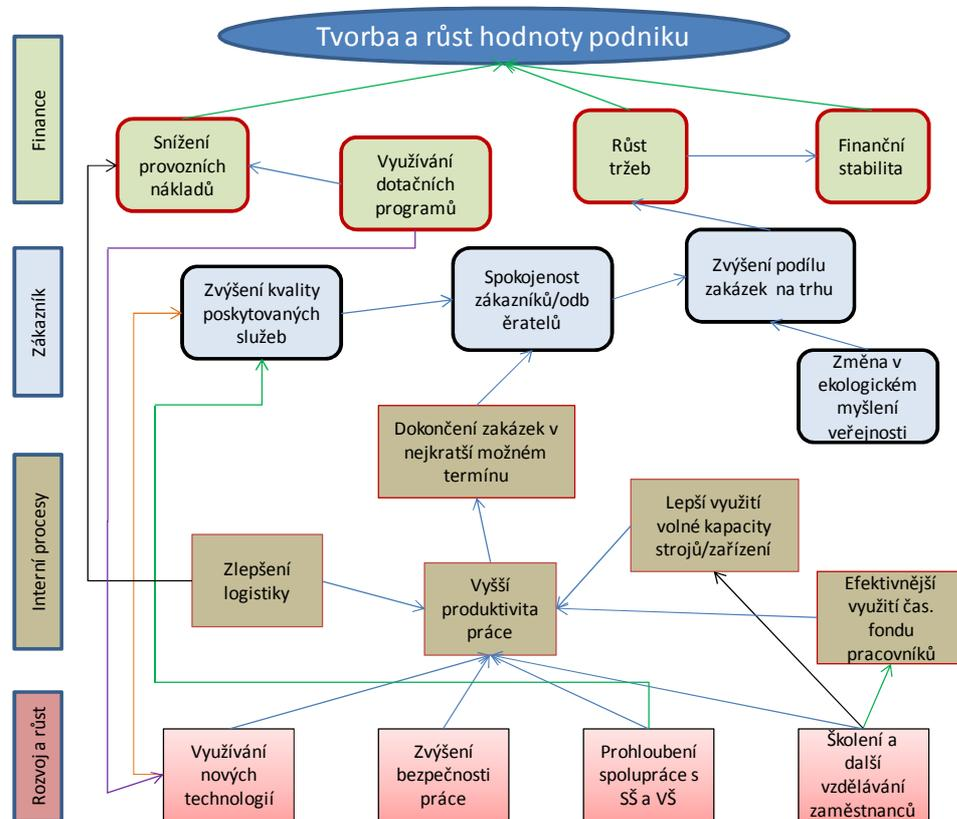 Tvorba a růst hodnoty podniku
Finance
Snížení
provozních
nákladů
Využívání
dotačních
programů
Růst
tržeb
Finanční
stabilita
Zákazník
Zvýšení kvality
poskytovaných
služeb
Spokojenost
zákazníků/odb
ěratelů
Zvýšení podílu
zakázek na trhu
Změna v
ekologickém
myšlení
veřejnosti
Interní procesy
Dokončení zakázek v
nejkratší možném
termínu
Lepší využití
volné kapacity
strojů/zařízení
Zlepšení
logistiky
Vyšší
produktivita
práce
Efektivnější
využití čas.
fondu
pracovníků
Rozvoj a růst
Využívání
nových
technologií
Zvýšení
bezpečnosti
práce
Prohloubení
spolupráce s
SŠ a VŠ
Školení a
další
vzdělávání
zaměstnanců